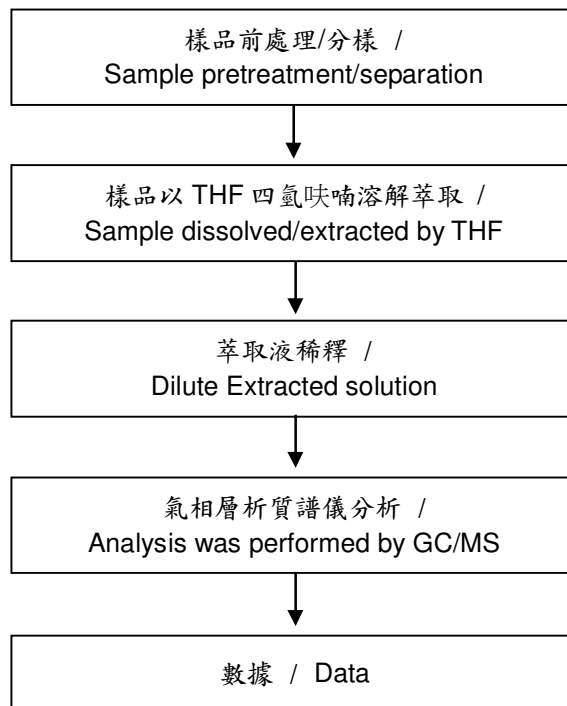 樣品前處理/分樣 /
Sample pretreatment/separation
樣品以 THF 四氫呋喃溶解萃取 /
Sample dissolved/extracted by THF
萃取液稀釋 /
Dilute Extracted solution
氣相層析質譜儀分析 /
Analysis was performed by GC/MS
數據 / Data